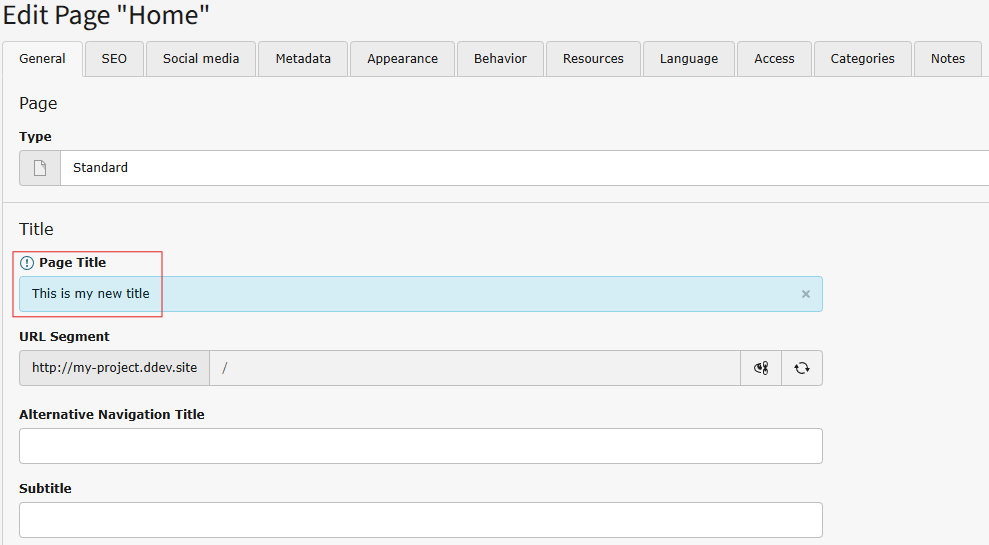 Edit Page "Home"
General SEO Social media Metadata Appearance Behavior Resources Language Access Categories Notes
Page
Type
Standard
Title
Page Title
This is my new title
URL Segment
http://my-project.ddev.site /
Alternative Navigation Title
Subtitle